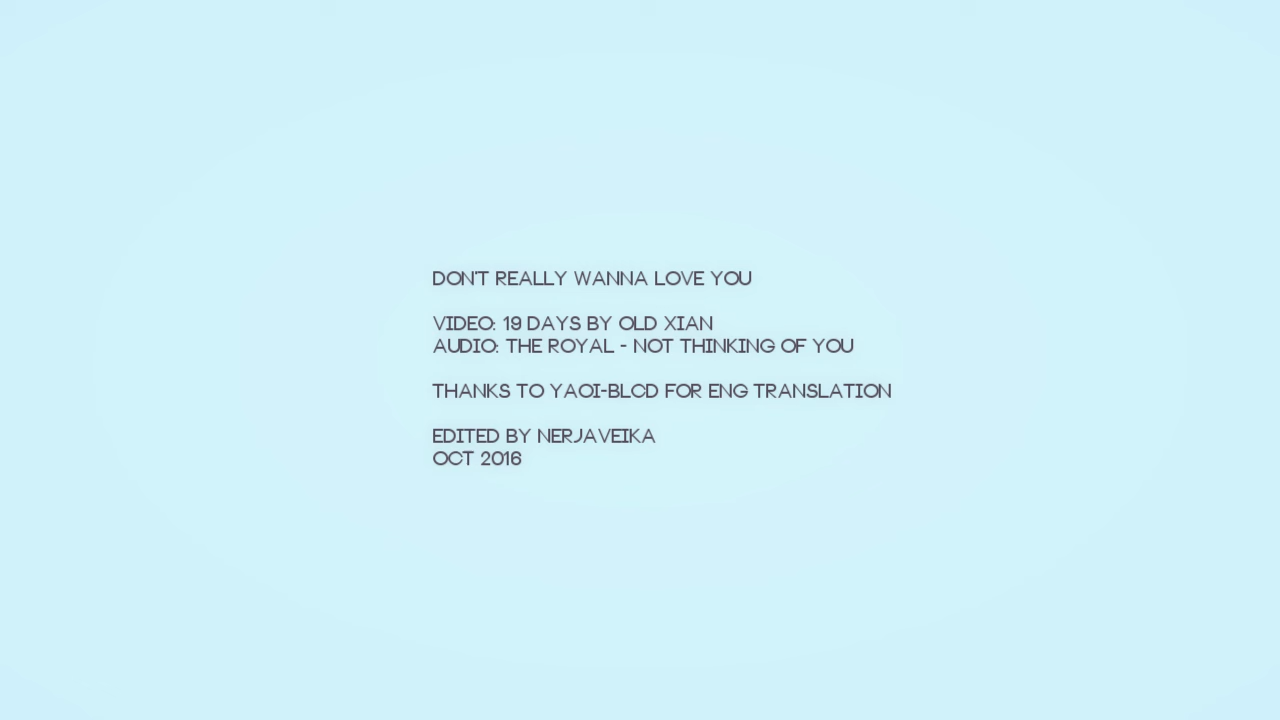 DON'T REALLY WANNA LOVE YOU
VIDEO: 19 DAYS BY OLD XIAN
AUDIO: THE ROYAL - NOT THINKING OF YOU
THANKS TO YAOI-BLCD FOR ENG TRANSLATION
EDITED BY NERJAVEIKA
OCT 2016